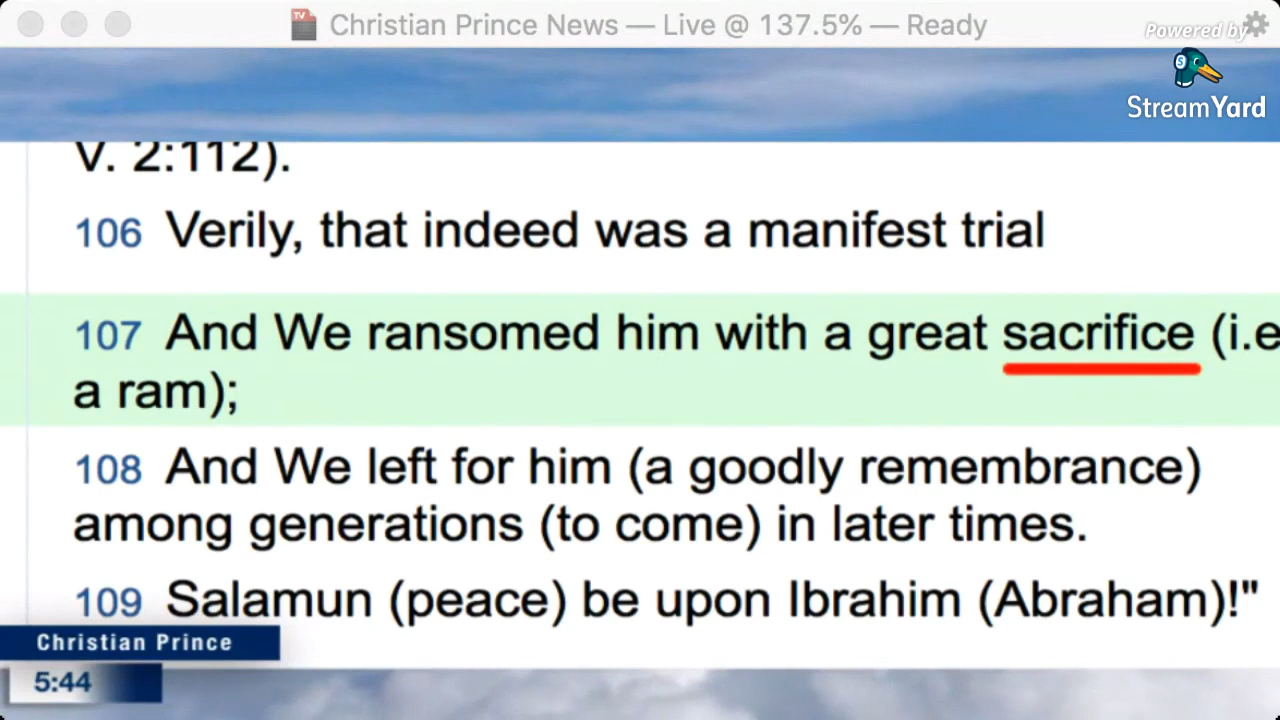 Christian Prince News — Live @ 137.5% — Ready
Powered by
StreamYard
V. 2:112).
106 Verily, that indeed was a manifest trial
107 And We ransomed him with a great sacrifice (i.e
a ram);
108 And We left for him (a goodly remembrance)
among generations (to come) in later times.
109 Salamun (peace) be upon Ibrahim (Abraham)!"
Christian Prince
5:44